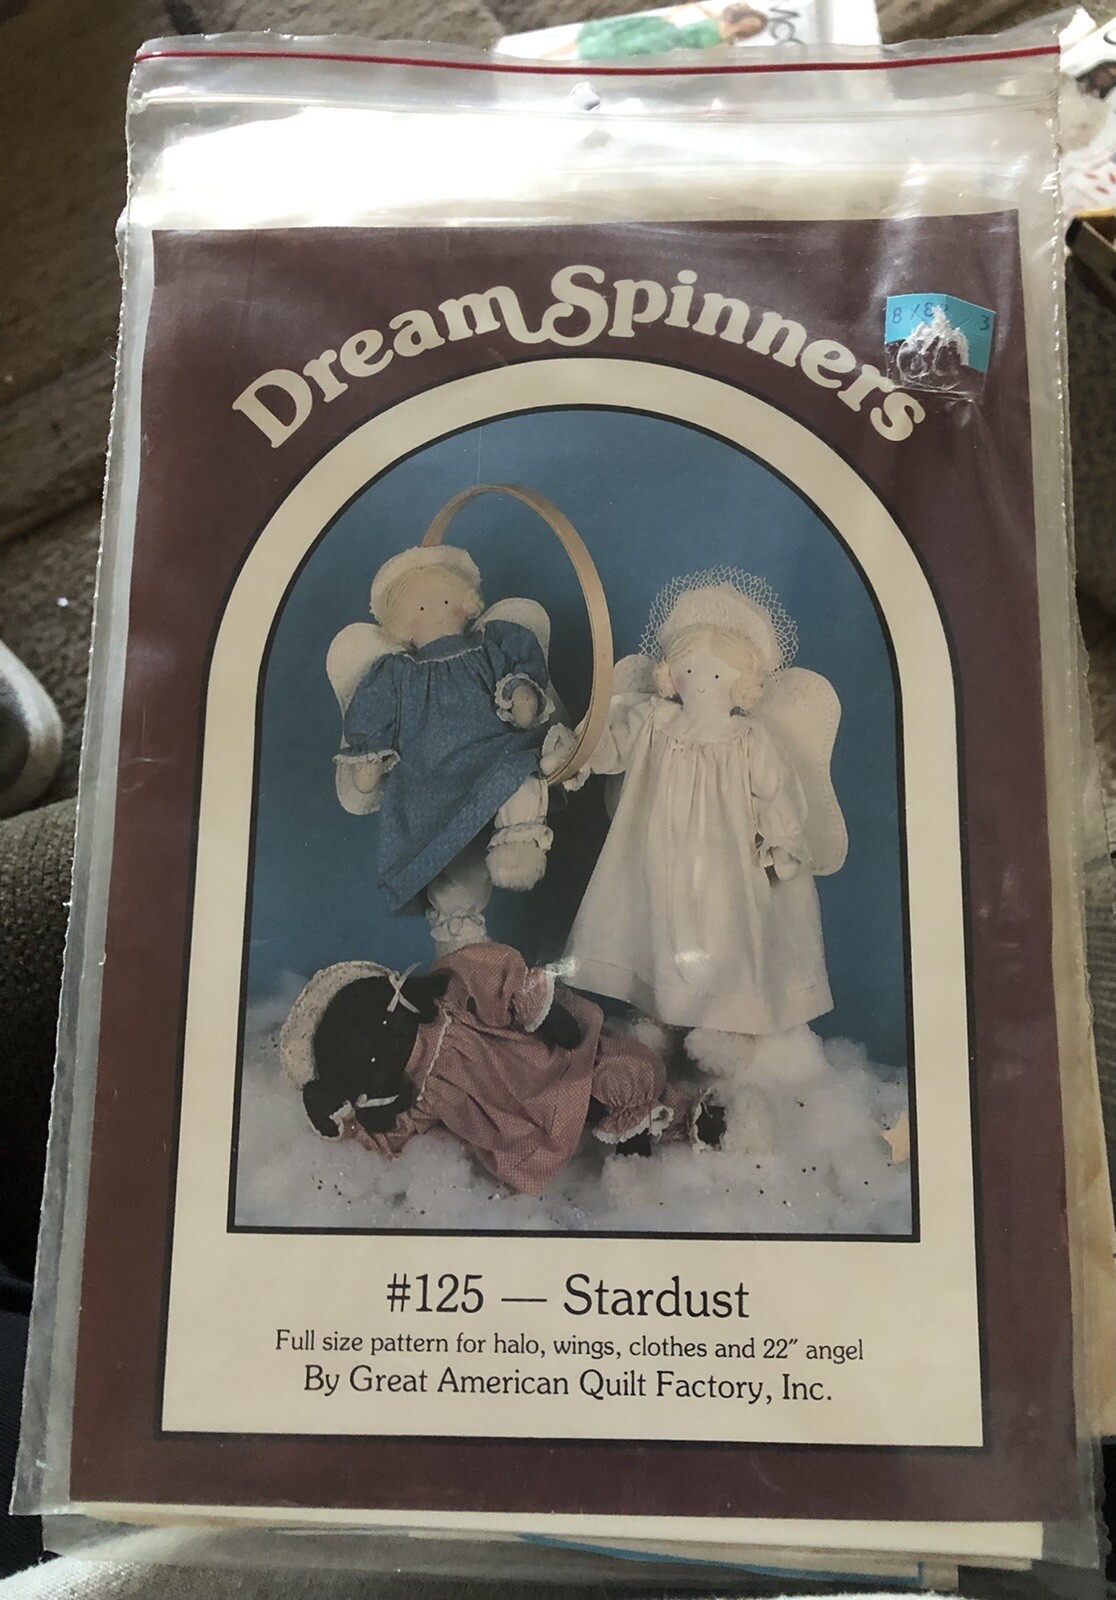 Dream Spinners
#125 — Stardust
Full size pattern for halo, wings, clothes and 22" angel
By Great American Quilt Factory, Inc.